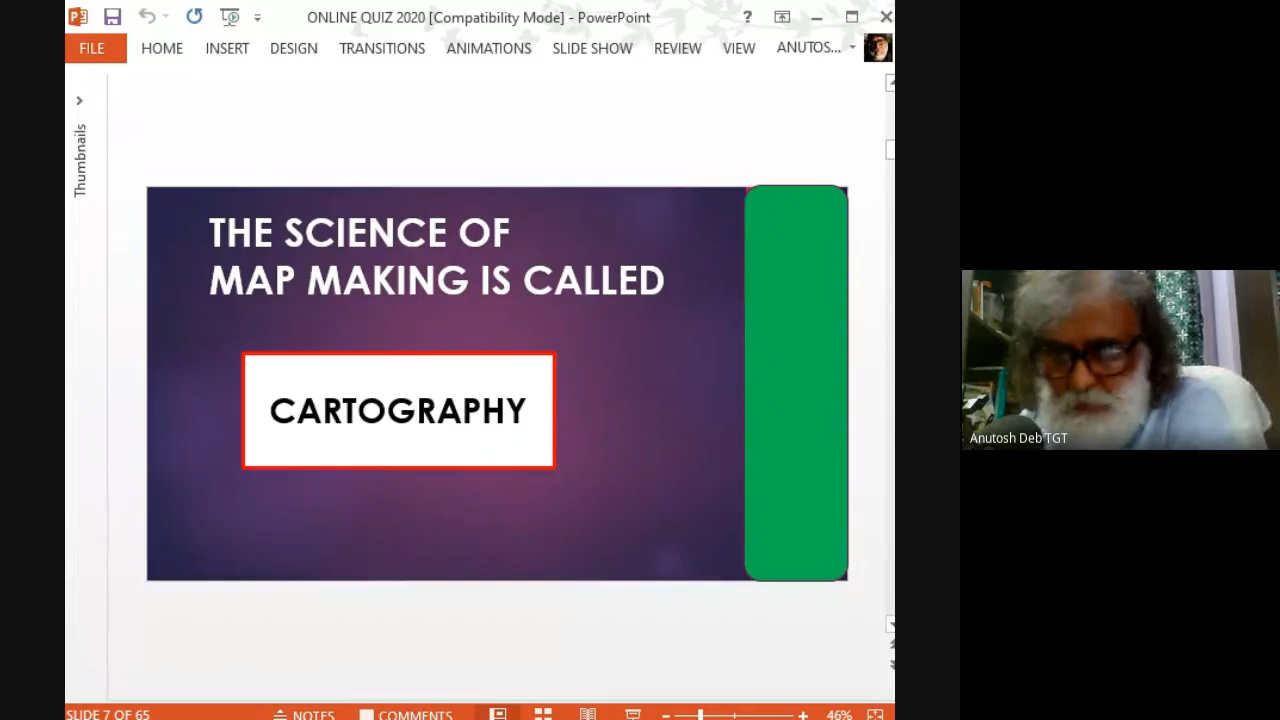 ONLINE QUIZ 2020 [Compatibility Mode] - PowerPoint
?
FILE HOME INSERT DESIGN TRANSITIONS ANIMATIONS SLIDE SHOW REVIEW VIEW ANUTOS...
Thumbnails
THE SCIENCE OF
MAP MAKING IS CALLED
CARTOGRAPHY
Anutosh Deb TGT
SLIDE 7 OF 65 NOTES COMMENTS 46%